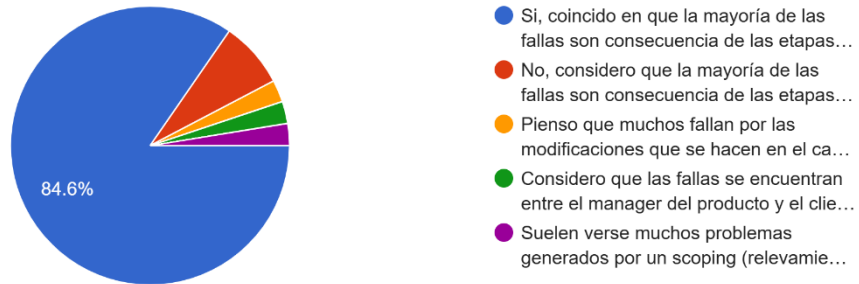 84.6%
Si, coincido en que la mayoría de las
fallas son consecuencia de las etapas…
No, considero que la mayoría de las
fallas son consecuencia de las etapas…
Pienso que muchos fallan por las
modificaciones que se hacen en el ca…
Considero que las fallas se encuentran
entre el manager del producto y el clie…
Suelen verse muchos problemas
generados por un scoping (relevamie…